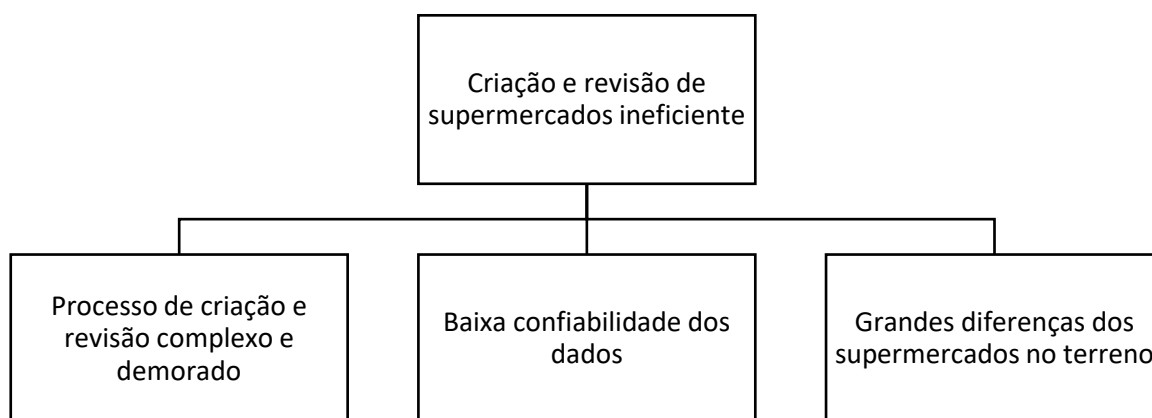 Criação e revisão de
supermercados ineficiente
Processo de criação e
revisão complexo e
demorado
Baixa confiabilidade dos
dados
Grandes diferenças dos
supermercados no terreno